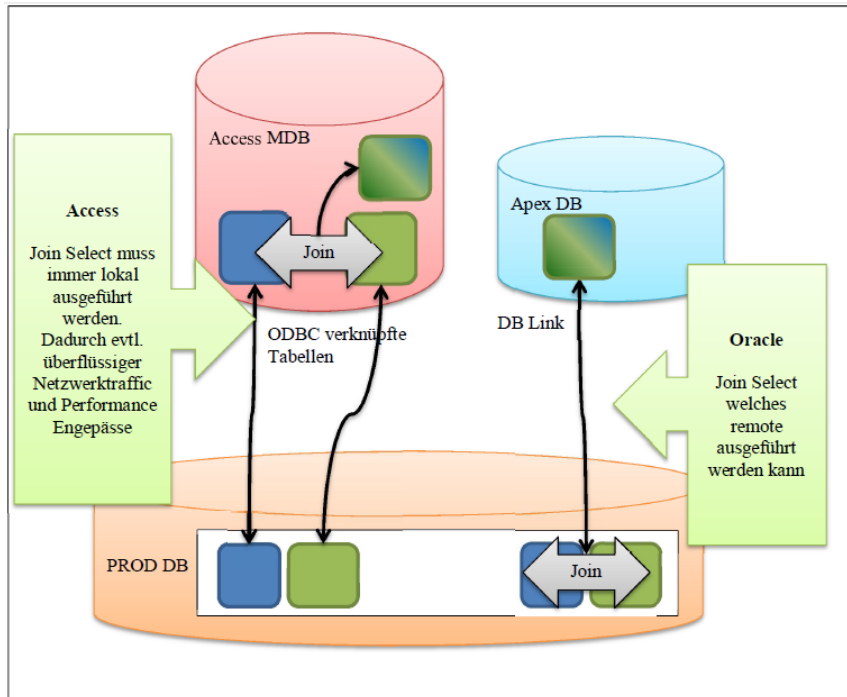 Access MDB
Join
Access
Join Select muss
immer lokal
ausgeführt
werden.
Dadurch evtl.
überflüssiger
Netzwerktraffic
und Performance
Engepässe
ODBC verknüpfte
Tabellen
Apex DB
DB Link
Oracle
Join Select
welches
remote
ausgeführt
werden kann
PROD DB
Join